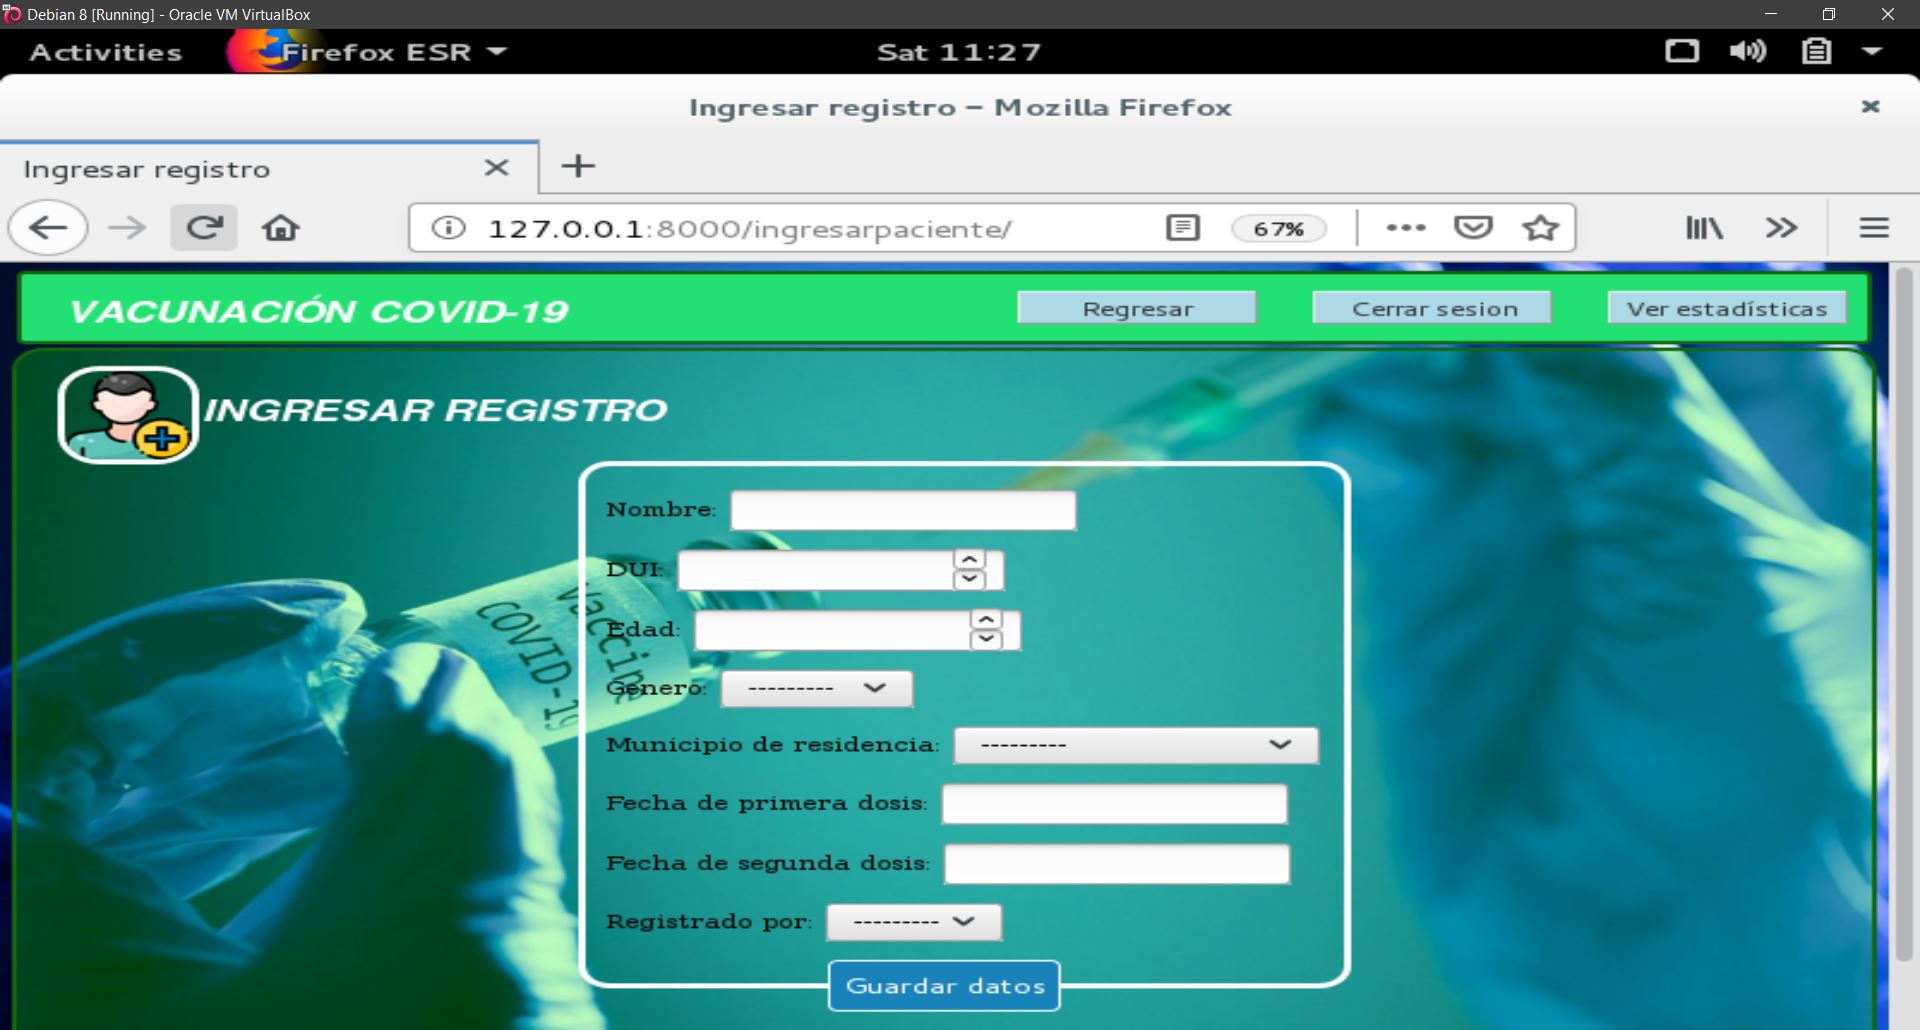 Debian 8 [Running] - Oracle VM VirtualBox
Activities Firefox ESR Sat 11:27
Ingresar registro – Mozilla Firefox
Ingresar registro
127.0.0.1:8000/ingresarpaciente/ 67%
VACUNACIÓN COVID-19 Regresar Cerrar sesion Ver estadísticas
INGRESAR REGISTRO
Nombre:
DUI:
Edad:
Genero: ---------
Municipio de residencia: ---------
Fecha de primera dosis:
Fecha de segunda dosis:
Registrado por: ---------
Guardar datos
Vaccine
COVID-19